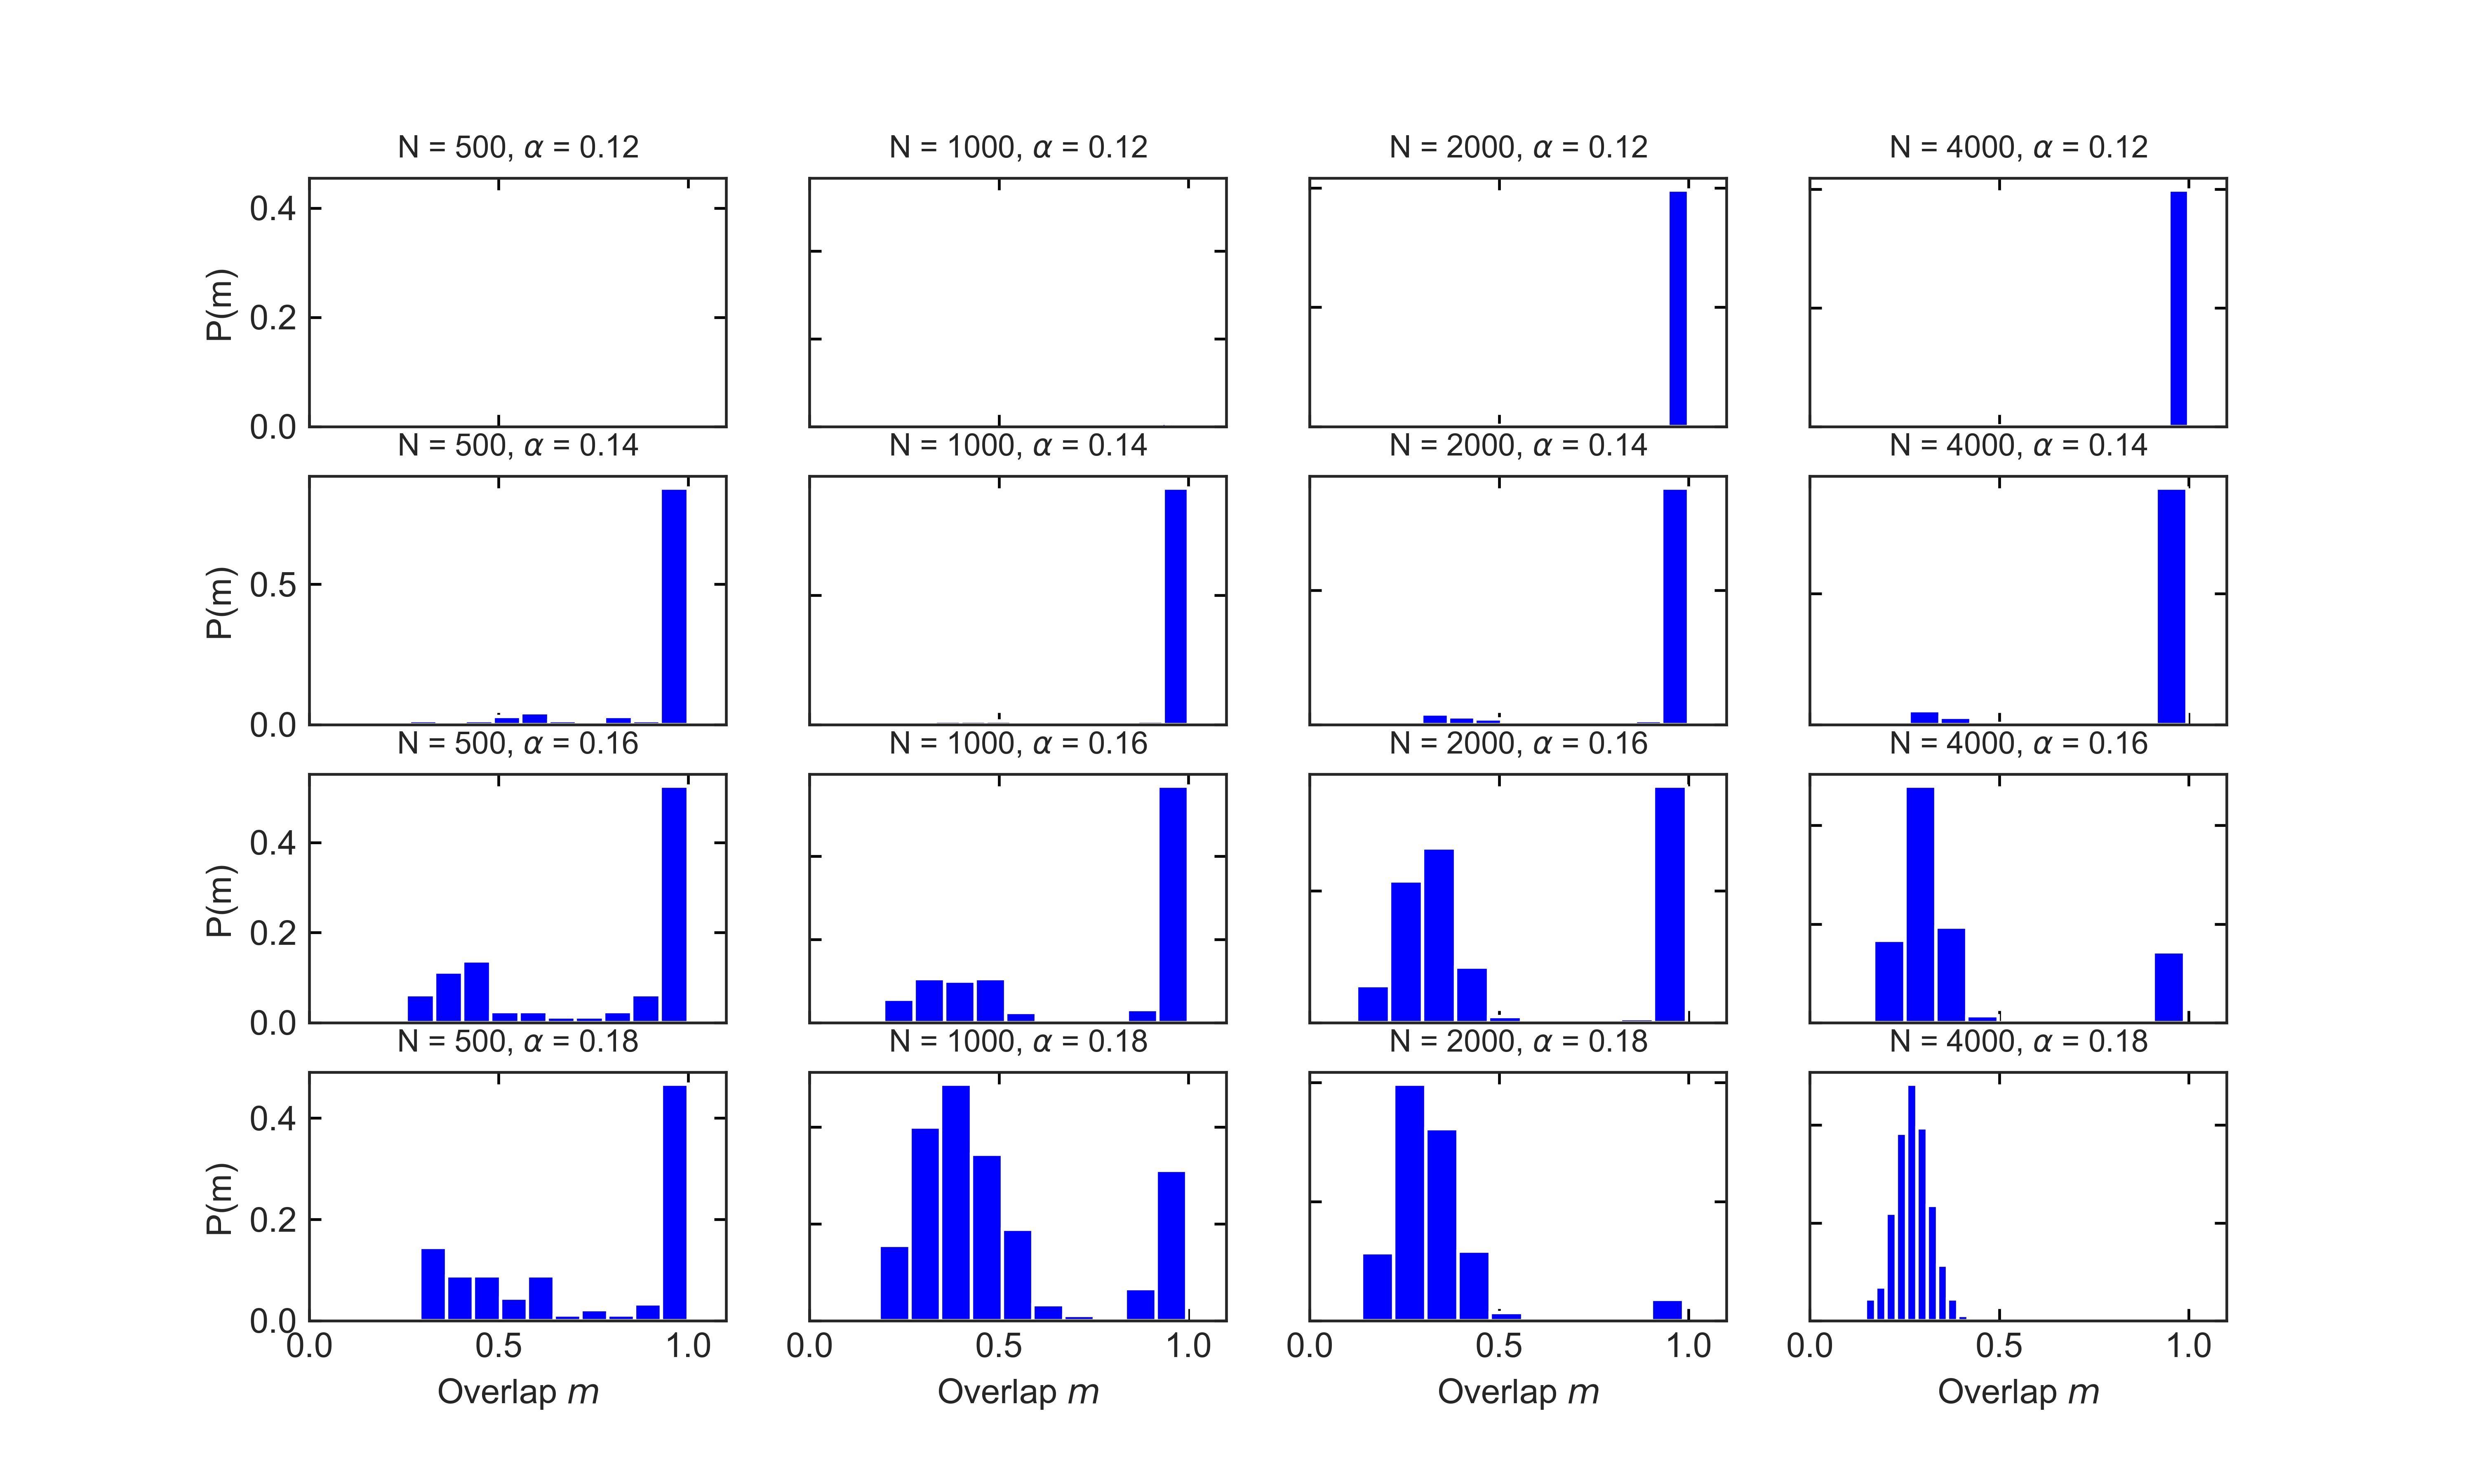 N = 500, α = 0.12
N = 1000, α = 0.12
N = 2000, α = 0.12
N = 4000, α = 0.12
P(m)
0.4
0.2
0.0
N = 500, α = 0.14
N = 1000, α = 0.14
N = 2000, α = 0.14
N = 4000, α = 0.14
P(m)
0.5
0.0
N = 500, α = 0.16
N = 1000, α = 0.16
N = 2000, α = 0.16
N = 4000, α = 0.16
P(m)
0.4
0.2
0.0
N = 500, α = 0.18
N = 1000, α = 0.18
N = 2000, α = 0.18
N = 4000, α = 0.18
P(m)
0.4
0.2
0.0
0.0 0.5 1.0
0.0 0.5 1.0
0.0 0.5 1.0
0.0 0.5 1.0
Overlap m
Overlap m
Overlap m
Overlap m